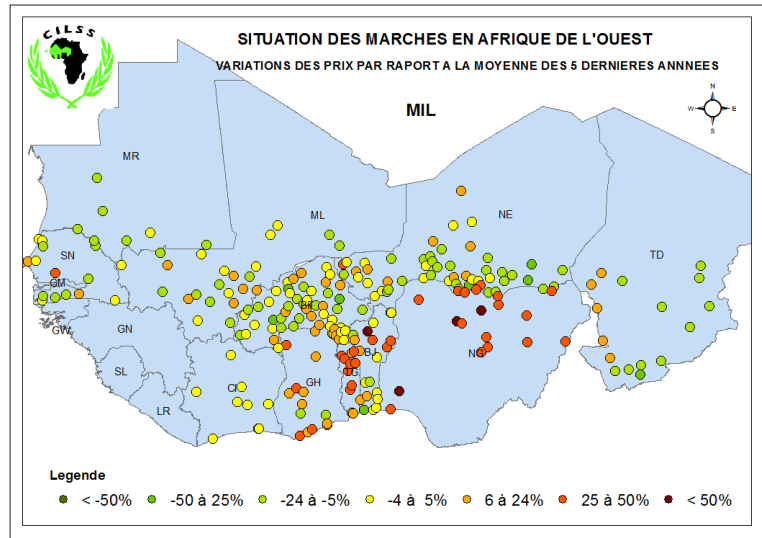 CILSS
SITUATION DES MARCHES EN AFRIQUE DE L'OUEST
VARIATIONS DES PRIX PAR RAPORT A LA MOYENNE DES 5 DERNIERES ANNNEES
MIL
N
W E
S
MR
ML
NE
TD
SN
GM
GW
GN
SL
LR
CI
BF
GH
TG
BJ
NG
Legende
< -50% -50 à 25% -24 à -5% -4 à 5% 6 à 24% 25 à 50% < 50%